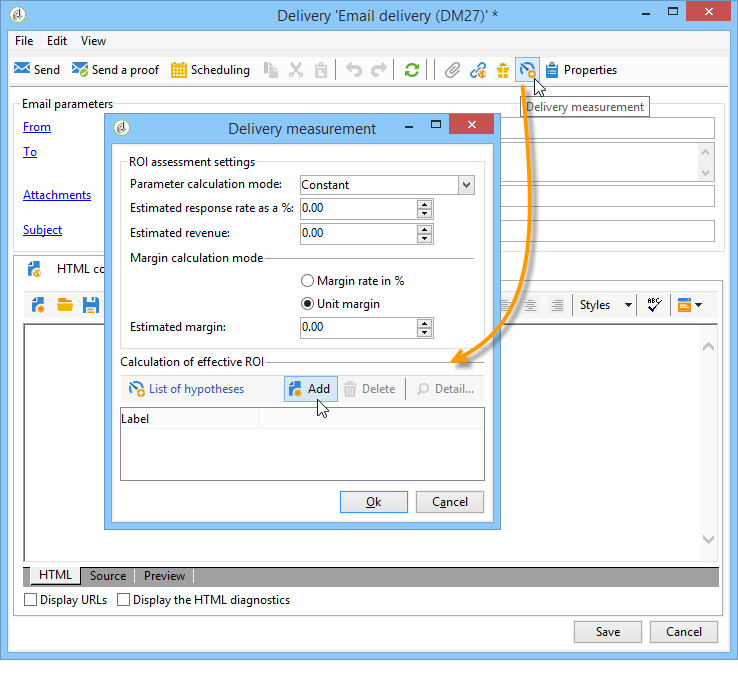 Delivery 'Email delivery (DM27)' *
File Edit View
Send Send a proof Scheduling Properties
Delivery measurement
Email parameters
From
To
Attachments
Subject
Delivery measurement
ROI assessment settings
Parameter calculation mode: Constant
Estimated response rate as a %: 0.00
Estimated revenue: 0.00
Margin calculation mode
Margin rate in %
Unit margin
Estimated margin: 0.00
Calculation of effective ROI
List of hypotheses Add Delete Detail...
Label
Ok Cancel
HTML co
Styles ABC
HTML Source Preview
Display URLs Display the HTML diagnostics
Save Cancel